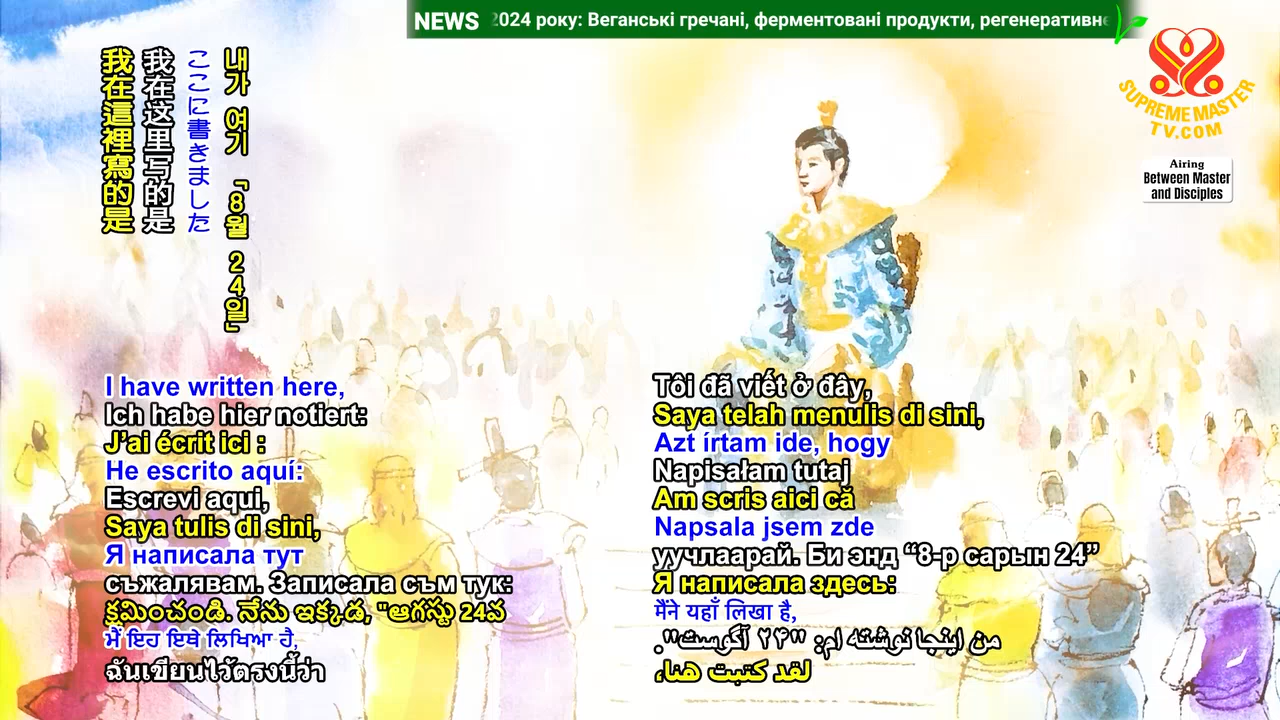 NEWS 2024 року: Веганські гречані, ферментовані продукти, регенеративне
SUPREME MASTER
TV.COM
Airing
Between Master
and Disciples
我在這裡寫的是
我在这里写的是
ここに書きました
내가 여기 「8월 24일」
I have written here,
Ich habe hier notiert:
J'ai écrit ici :
He escrito aquí:
Escrevi aqui,
Saya tulis di sini,
Я написала тут
съжалявам. Записала съм тук:
క్షమించండి. నేను ఇక్కడ, "ఆగస్టు 24వ
ਮੈਂ ਇਹ ਇਥੇ ਲਿਖਿਆ ਹੈ,
ฉันเขียนไว้ตรงนี้ว่า
Tôi đã viết ở đây,
Saya telah menulis di sini,
Azt írtam ide, hogy
Napisałam tutaj
Am scris aici că
Napsala jsem zde
уучлаарай. Би энд “8-р сарын 24”
Я написала здесь:
मैंने यहाँ लिखा है,
من اینجا نوشته ام: "۲۴ آگوست".
لقد كتبت هنا،